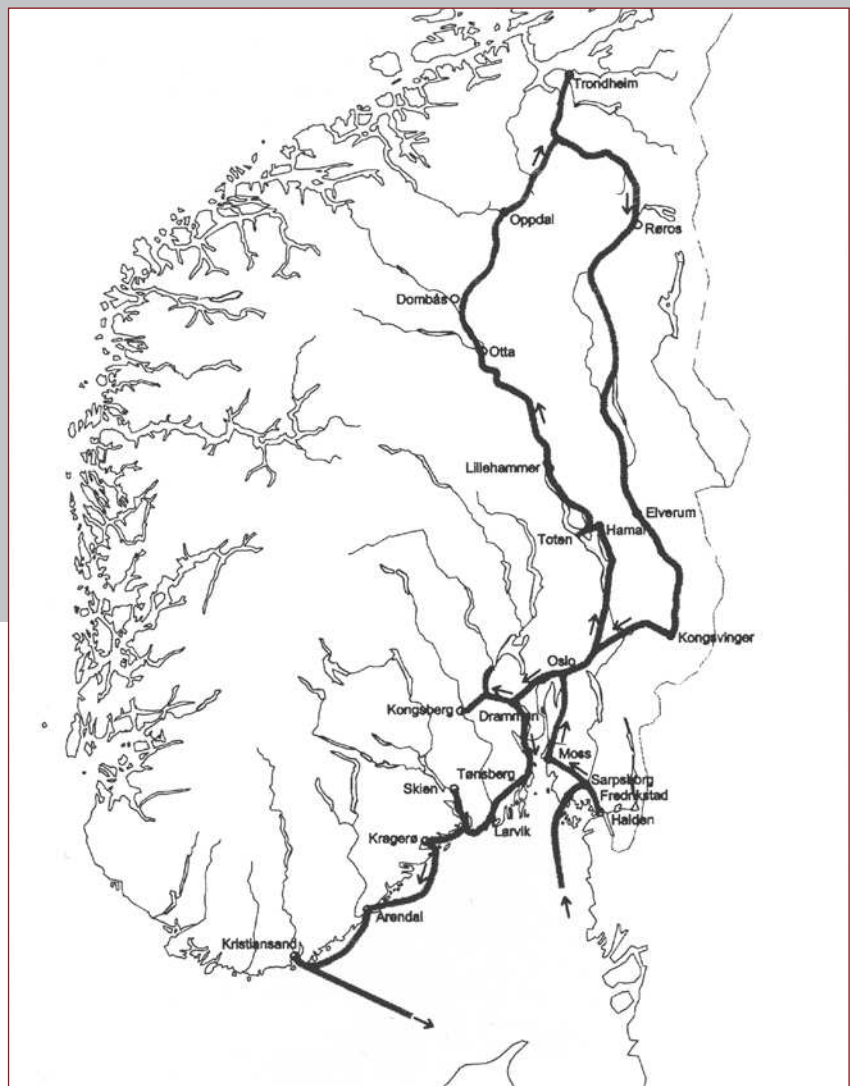 Trondheim
Oppdal
Røros
Dombås
Otta
Lillehammer
Elverum
Toten
Hamar
Kongsvinger
Oslo
Kongsberg
Drammen
Moss
Tønsberg
Sarpsborg
Skien
Fredrikstad
Halden
Larvik
Kragerø
Arendal
Kristiansand